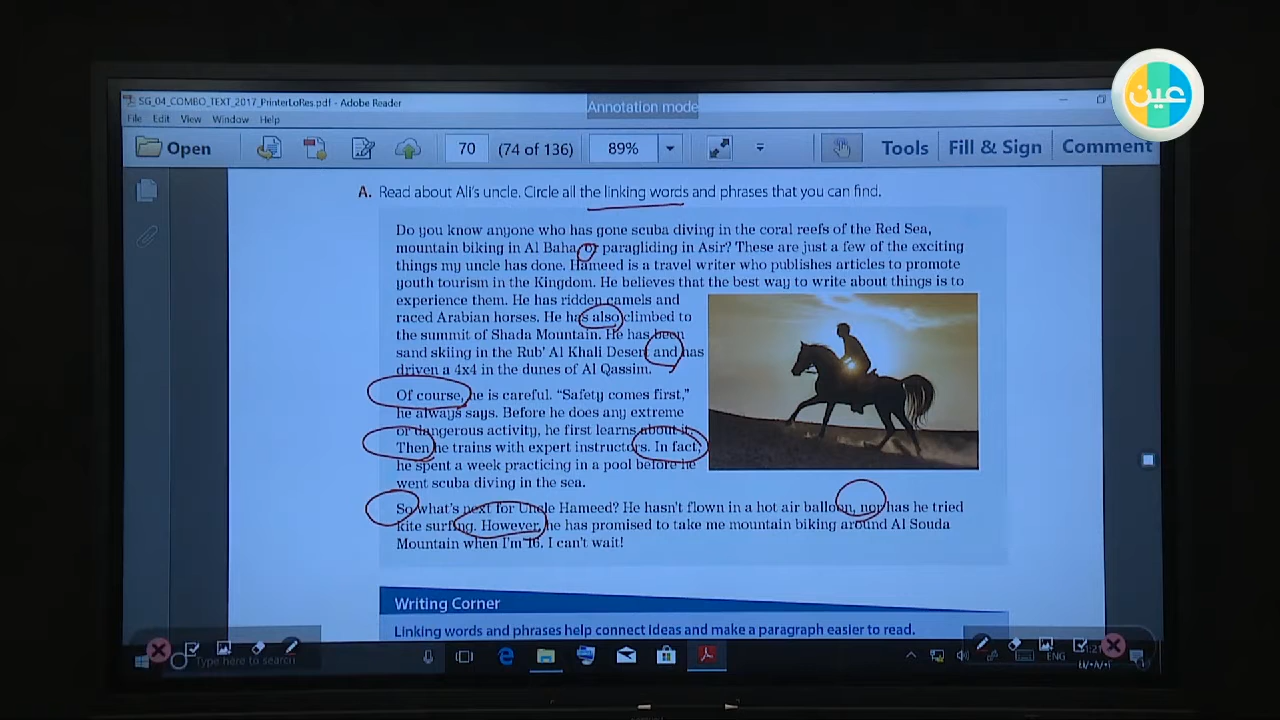 عين
SG_04_COMBO_TEXT_2017_PrinterLoRes.pdf - Adobe Reader
Annotation mode
File Edit View Window Help
Open 70 (74 of 136) 89% Tools Fill & Sign Comment
A. Read about Ali's uncle. Circle all the linking words and phrases that you can find.
Do you know anyone who has gone scuba diving in the coral reefs of the Red Sea,
mountain biking in Al Baha, or paragliding in Asir? These are just a few of the exciting
things my uncle has done. Hameed is a travel writer who publishes articles to promote
youth tourism in the Kingdom. He believes that the best way to write about things is to
experience them. He has ridden camels and
raced Arabian horses. He has also climbed to
the summit of Shada Mountain. He has been
sand skiing in the Rub' Al Khali Desert and has
driven a 4x4 in the dunes of Al Qassim.
Of course, he is careful. "Safety comes first,"
he always says. Before he does any extreme
or dangerous activity, he first learns about it.
Then he trains with expert instructors. In fact,
he spent a week practicing in a pool before he
went scuba diving in the sea.
So what's next for Uncle Hameed? He hasn't flown in a hot air balloon, nor has he tried
kite surfing. However, he has promised to take me mountain biking around Al Souda
Mountain when I'm 16. I can't wait!
Writing Corner
Linking words and phrases help connect ideas and make a paragraph easier to read.
Type here to search
ENG